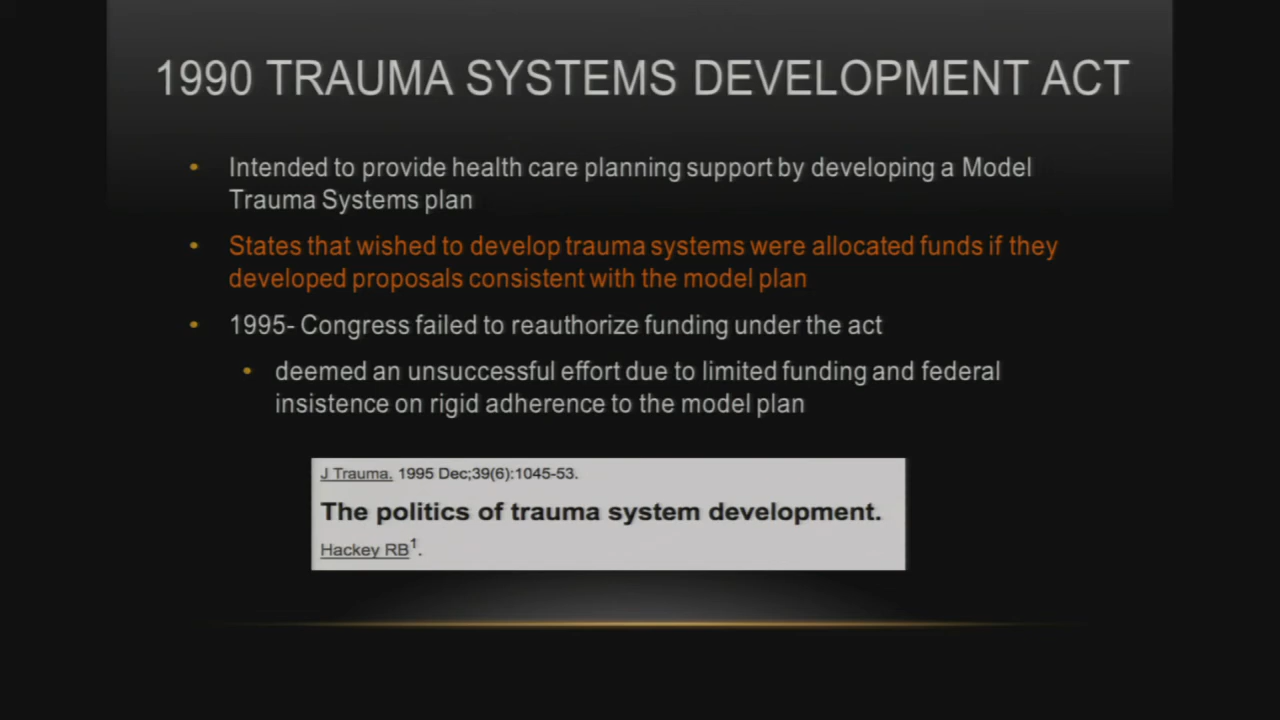 1990 TRAUMA SYSTEMS DEVELOPMENT ACT
• Intended to provide health care planning support by developing a Model
Trauma Systems plan
• States that wished to develop trauma systems were allocated funds if they
developed proposals consistent with the model plan
• 1995- Congress failed to reauthorize funding under the act
• deemed an unsuccessful effort due to limited funding and federal
insistence on rigid adherence to the model plan
J Trauma. 1995 Dec;39(6):1045-53.
The politics of trauma system development.
Hackey RB1.